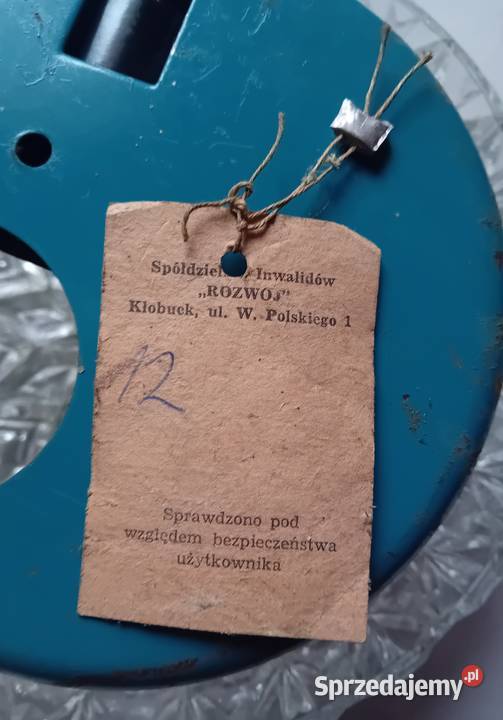 Spółdziel Inwalidów
„ROZWÓJ"
Kłobuck, ul. W. Polskiego 1
12
Sprawdzono pod
względem bezpieczeństwa
użytkownika
Sprzedajemy.pl